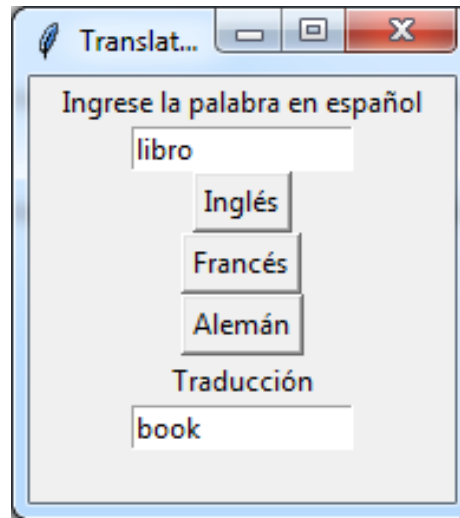 Translat...
Ingrese la palabra en español
libro
Inglés
Francés
Alemán
Traducción
book